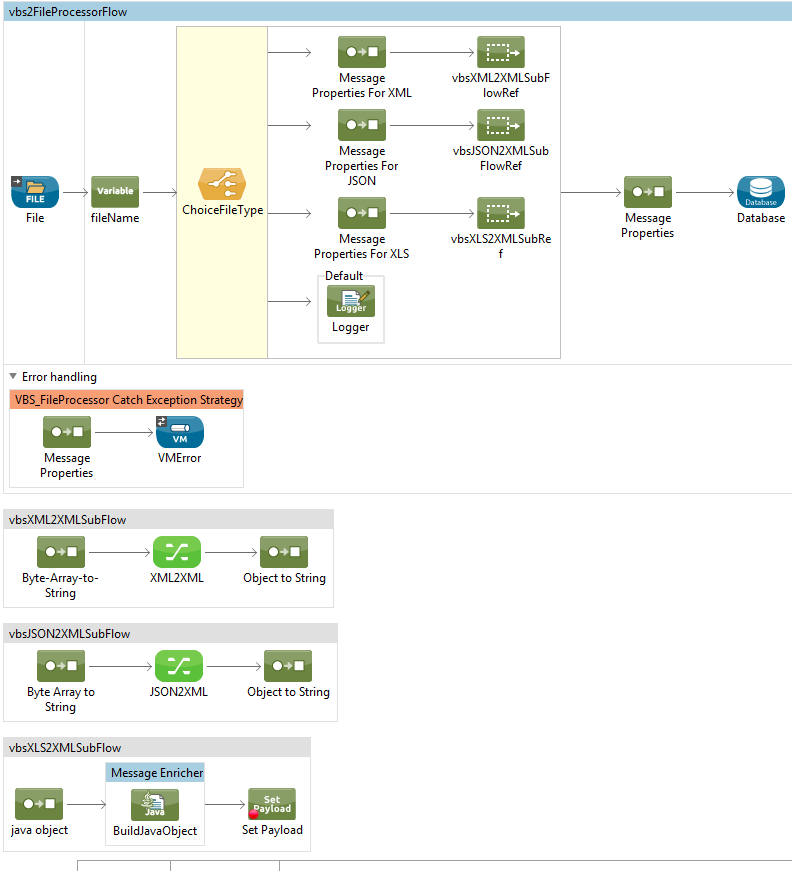 vbs2FileProcessorFlow
Message
Properties For XML
vbsXML2XMLSubF
lowRef
Message
Properties For
JSON
vbsJSON2XMLSub
FlowRef
FILE
File
Variable
fileName
ChoiceFileType
Message
Properties For XLS
vbsXLS2XMLSubRe
f
Default
Logger
Logger
Message
Properties
Database
Database
Error handling
VBS_FileProcessor Catch Exception Strategy
Message
Properties
VM
VMError
vbsXML2XMLSubFlow
Byte-Array-to-
String
XML2XML
Object to String
vbsJSON2XMLSubFlow
Byte Array to
String
JSON2XML
Object to String
vbsXLS2XMLSubFlow
java object
Message Enricher
Java
BuildJavaObject
Set
Payload
Set Payload